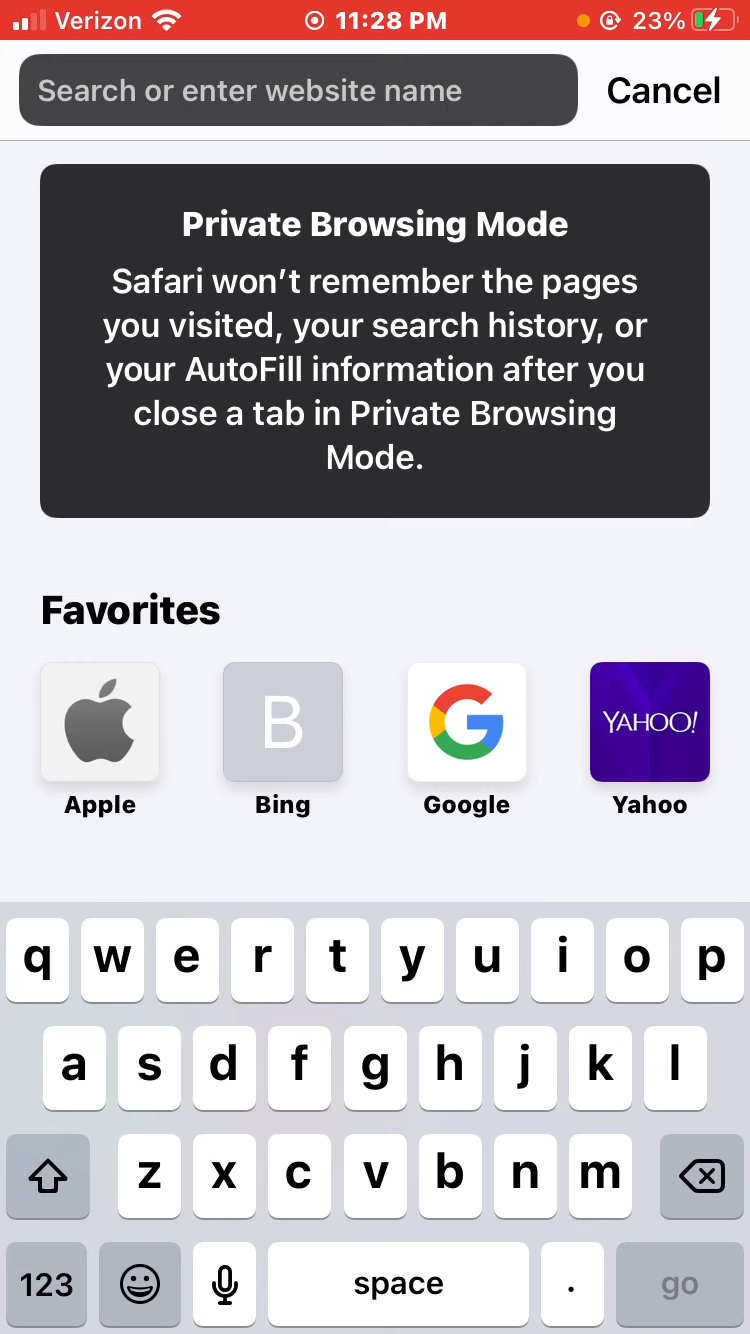 Verizon 11:28 PM 23%
Search or enter website name Cancel
Private Browsing Mode
Safari won’t remember the pages
you visited, your search history, or
your AutoFill information after you
close a tab in Private Browsing
Mode.
Favorites
B YAHOO!
Apple Bing Google Yahoo
q w e r t y u i o p
a s d f g h j k l
z x c v b n m
123 space . go